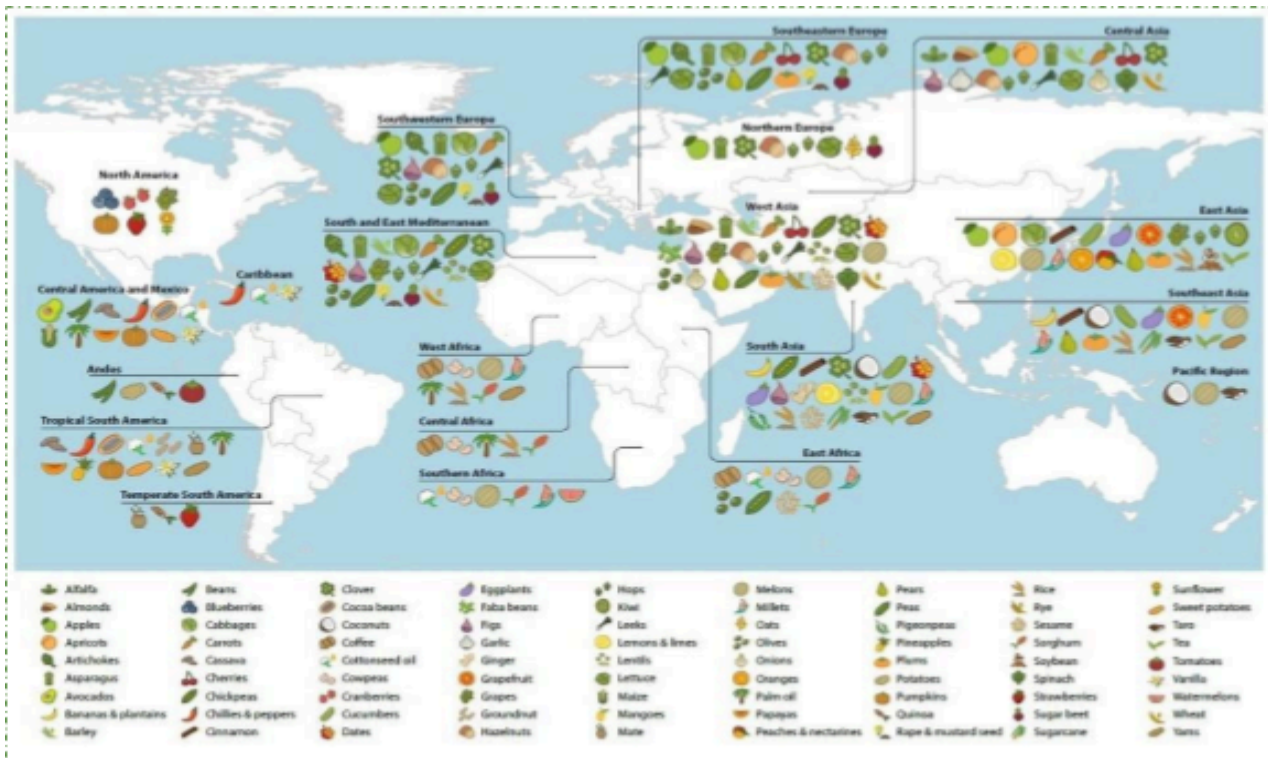 Southeastern Europe
Central Asia
Southwestern Europe
Northern Europe
North America
West Asia
South and East Mediterranean
East Asia
Caribbean
Central America and Mexico
Southeast Asia
West Africa
South Asia
Andes
Pacific Region
Tropical South America
Central Africa
East Africa
Southern Africa
Temperate South America
Alfalfa
Almonds
Apples
Apricots
Artichokes
Asparagus
Avocados
Bananas & plantains
Barley
Beans
Blueberries
Cabbages
Carrots
Cassava
Cherries
Chickpeas
Chillies & peppers
Cinnamon
Clover
Cocoa beans
Coconuts
Coffee
Cottonseed oil
Cowpeas
Cranberries
Cucumbers
Dates
Eggplants
Faba beans
Figs
Garlic
Ginger
Grapefruit
Grapes
Groundnut
Hazelnuts
Hops
Kiwi
Leeks
Lemons & limes
Lentils
Lettuce
Maize
Mangoes
Mate
Melons
Millets
Oats
Olives
Onions
Oranges
Palm oil
Papayas
Peaches & nectarines
Pears
Peas
Pigeonpeas
Pineapples
Plums
Potatoes
Pumpkins
Quinoa
Rape & mustard seed
Rice
Rye
Sesame
Sorghum
Soybean
Spinach
Strawberries
Sugar beet
Sugarcane
Sunflower
Sweet potatoes
Taro
Tea
Tomatoes
Vanilla
Watermelons
Wheat
Yams